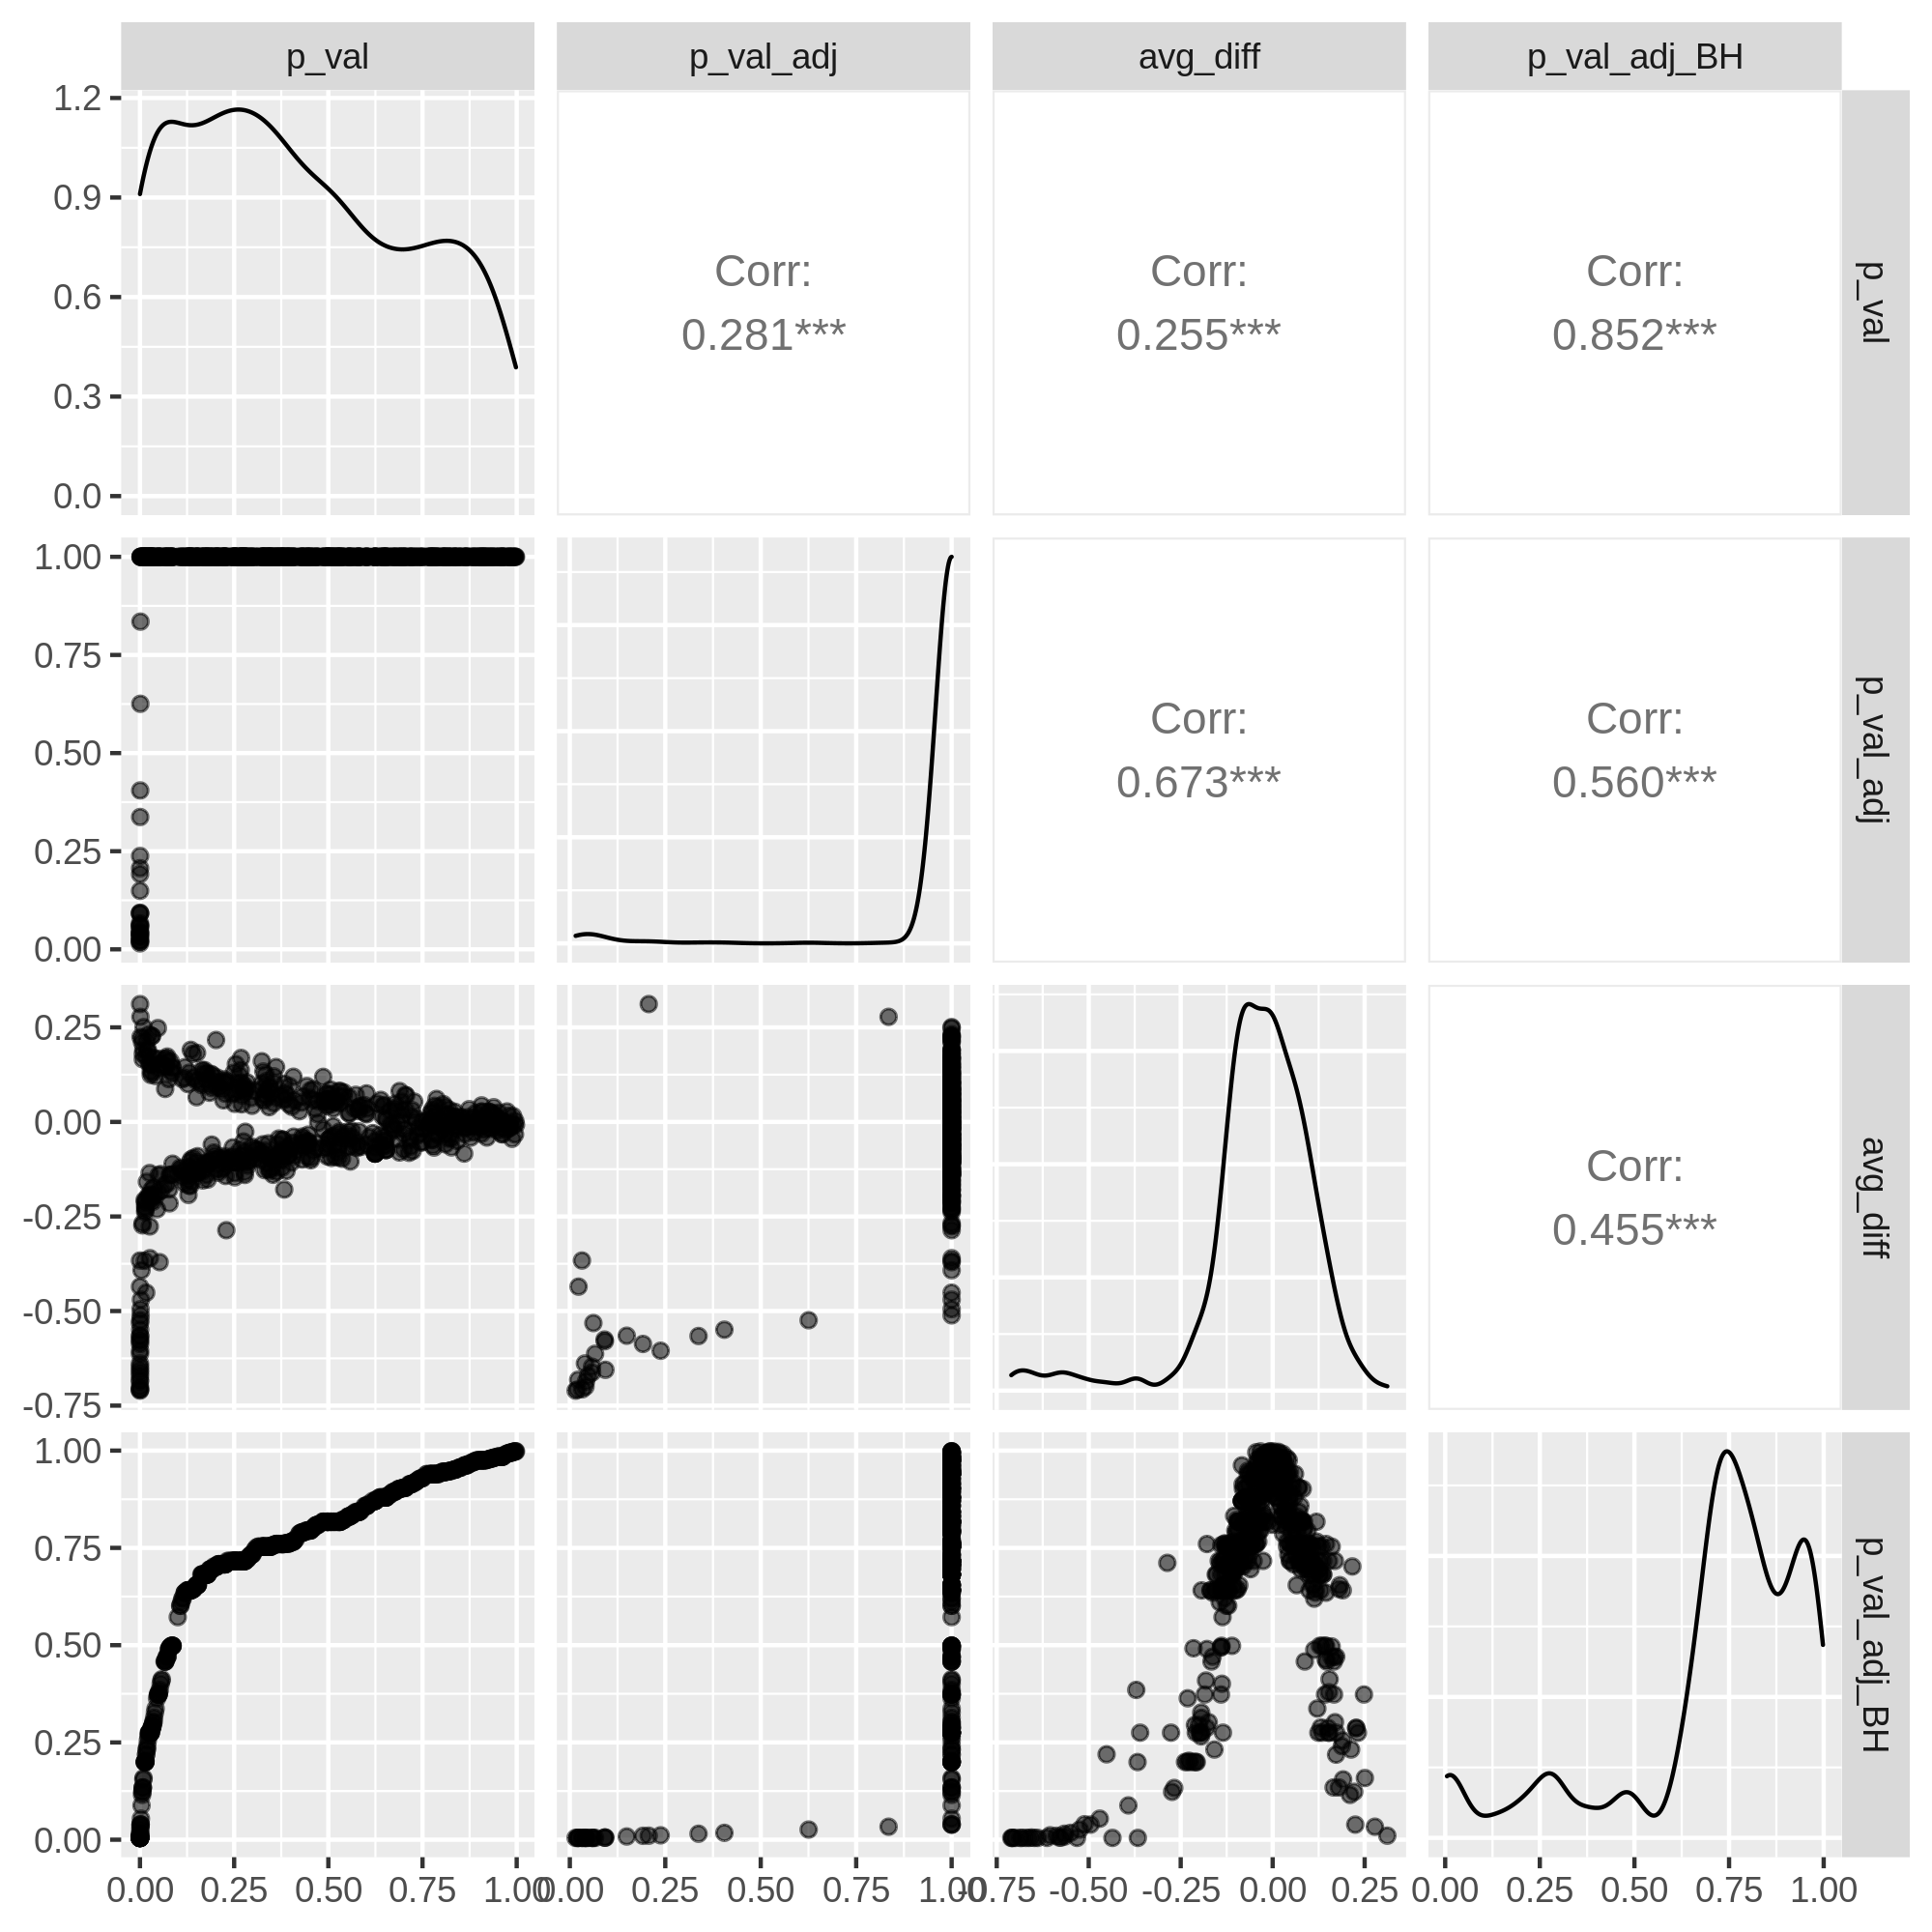 p_val p_val_adj avg_diff p_val_adj_BH
1.2
0.9
0.6
0.3
0.0
Corr:
0.281***
Corr:
0.255***
Corr:
0.852***
p_val
1.00
0.75
0.50
0.25
0.00
Corr:
0.673***
Corr:
0.560***
p_val_adj
0.25
0.00
-0.25
-0.50
-0.75
Corr:
0.455***
avg_diff
1.00
0.75
0.50
0.25
0.00
p_val_adj_BH
0.00 0.25 0.50 0.75 1.00
0.00 0.25 0.50 0.75 1.00
-0.75 -0.50 -0.25 0.00 0.25
0.00 0.25 0.50 0.75 1.00